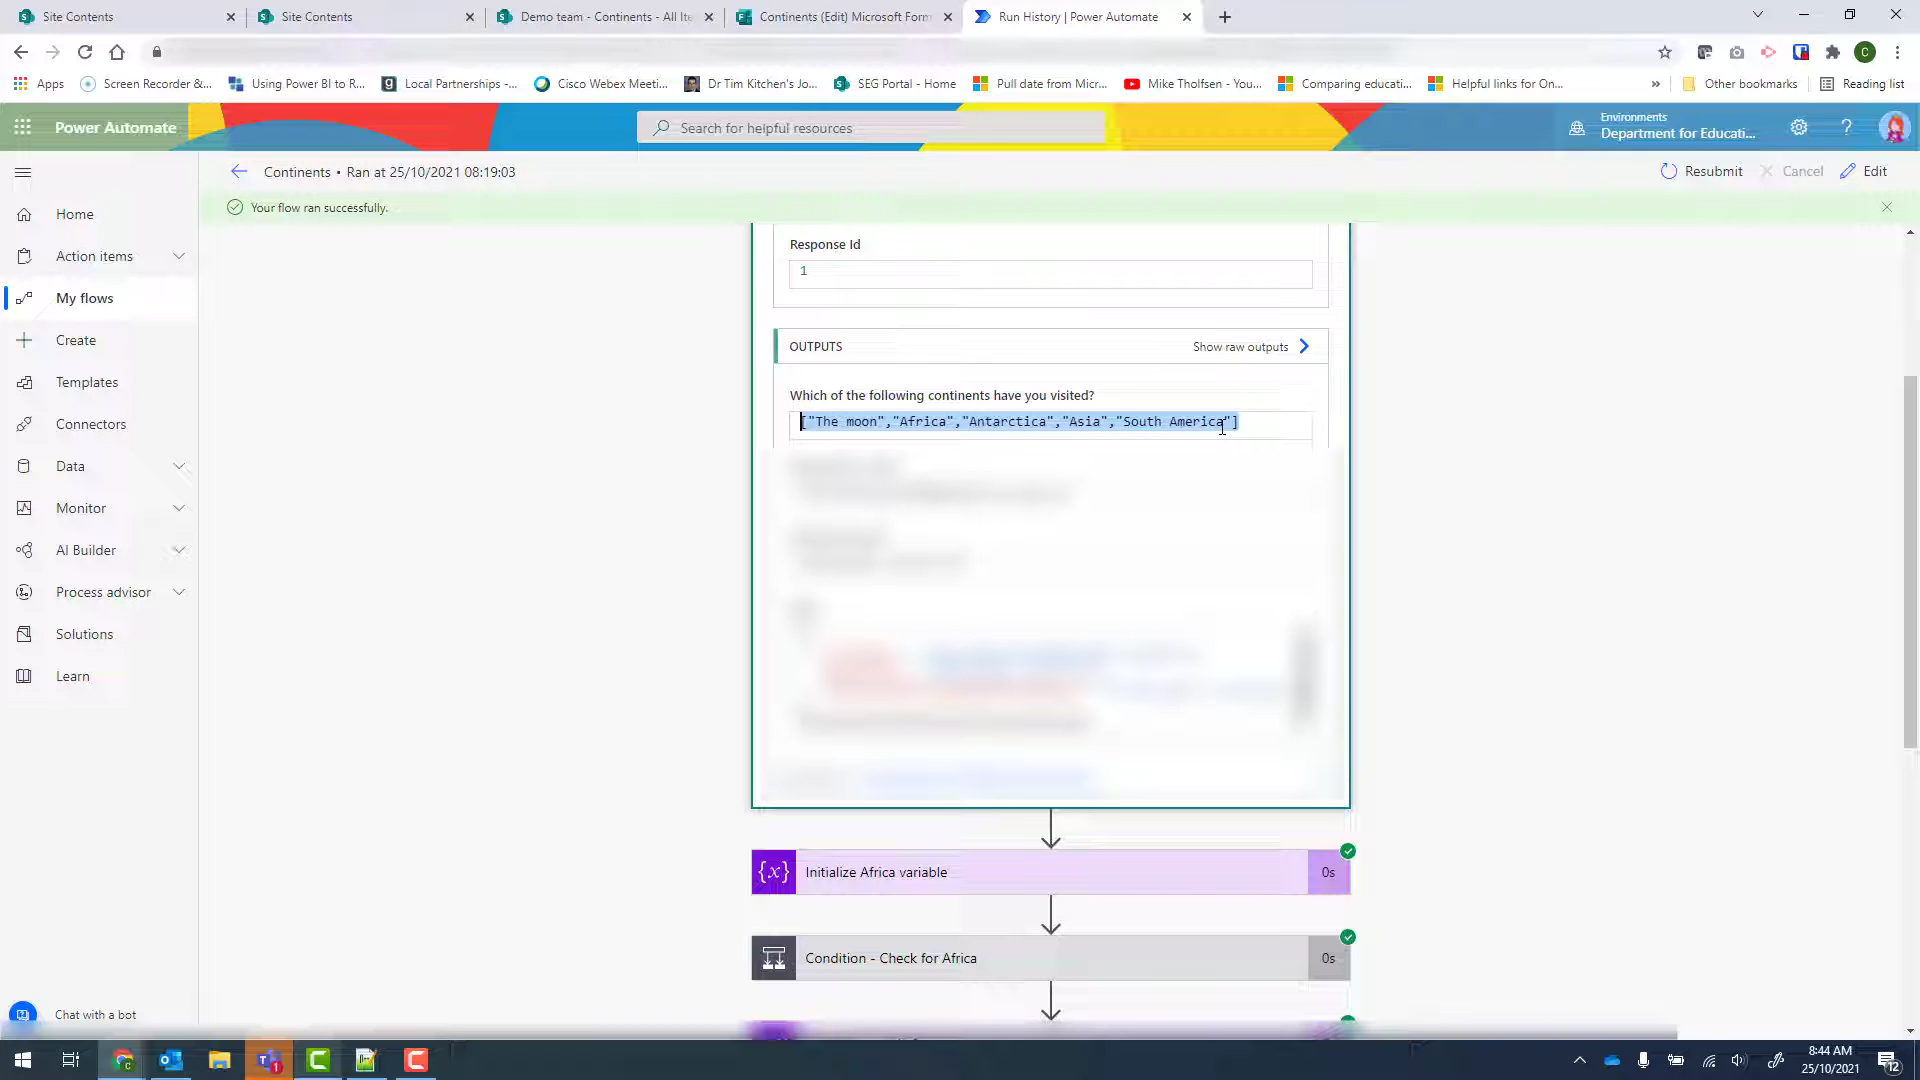 Site Contents
Site Contents
Demo team - Continents - All Ite
Continents (Edit) Microsoft Form
Run History | Power Automate
Apps
Screen Recorder &...
Using Power BI to R...
Local Partnerships -...
Cisco Webex Meeti...
Dr Tim Kitchen's Jo...
SEG Portal - Home
Pull date from Micr...
Mike Tholfsen - You...
Comparing educati...
Helpful links for On...
»
Other bookmarks
Reading list
Power Automate
Search for helpful resources
Environments
Department for Educati...
?
Continents • Ran at 25/10/2021 08:19:03
Resubmit
Cancel
Edit
Your flow ran successfully.
Home
Action items
My flows
Create
Templates
Connectors
Data
Monitor
AI Builder
Process advisor
Solutions
Learn
Chat with a bot
Response Id
1
OUTPUTS
Show raw outputs
Which of the following continents have you visited?
["The moon","Africa","Antarctica","Asia","South America"]
{x}
Initialize Africa variable
0s
Condition - Check for Africa
0s
8:44 AM
25/10/2021
12